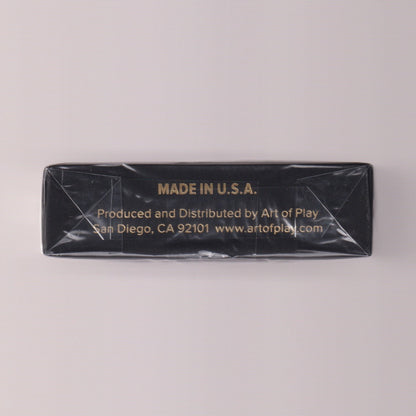 MADE IN U.S.A.
Produced and Distributed by Art of Play
San Diego, CA 92101 www.artofplay.com